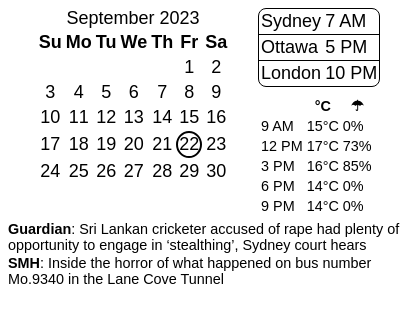 September 2023
Su Mo Tu We Th Fr Sa
1 2
3 4 5 6 7 8 9
10 11 12 13 14 15 16
17 18 19 20 21 22 23
24 25 26 27 28 29 30
Sydney 7 AM
Ottawa 5 PM
London 10 PM
°C ☂
9 AM 15°C 0%
12 PM 17°C 73%
3 PM 16°C 85%
6 PM 14°C 0%
9 PM 14°C 0%
Guardian: Sri Lankan cricketer accused of rape had plenty of
opportunity to engage in ‘stealthing’, Sydney court hears
SMH: Inside the horror of what happened on bus number
Mo.9340 in the Lane Cove Tunnel